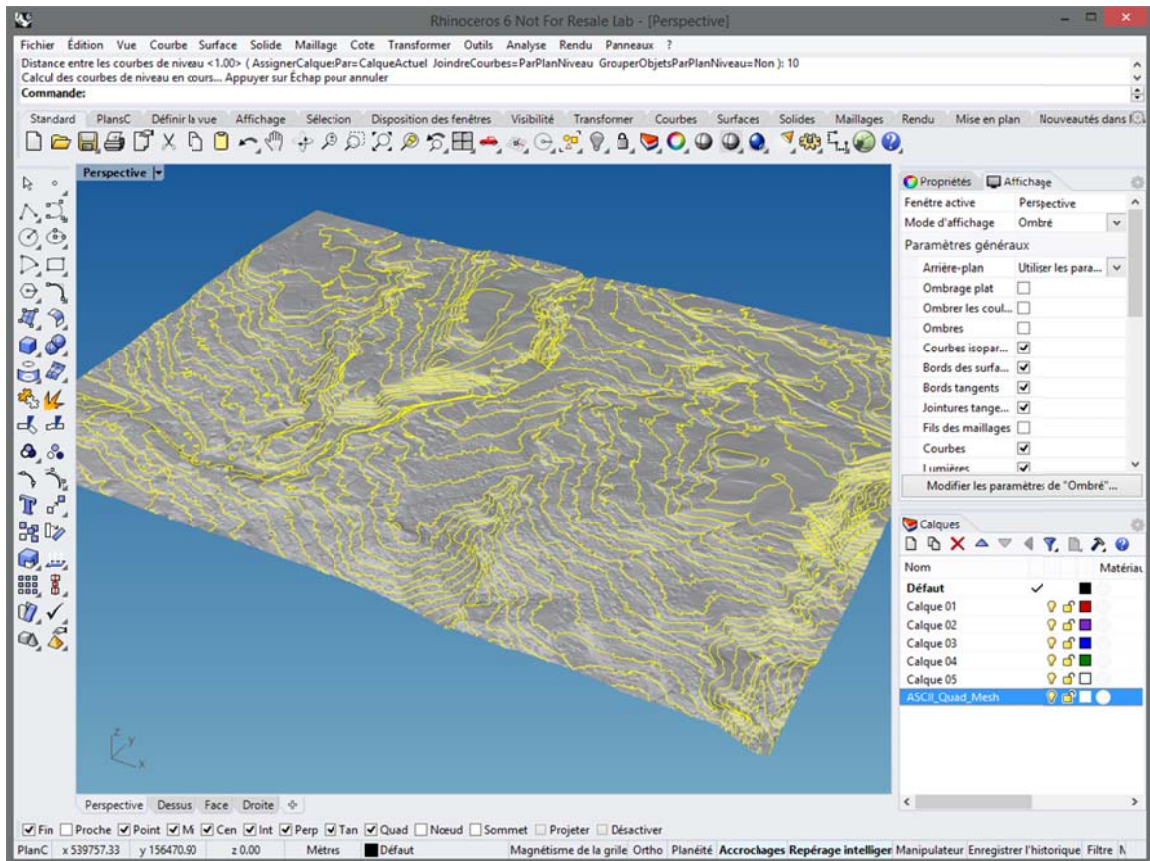 Rhinoceros 6 Not For Resale Lab - [Perspective]
Fichier Édition Vue Courbe Surface Solide Maillage Cote Transformer Outils Analyse Rendu Panneaux ?
Distance entre les courbes de niveau <1.00> ( AssignerCalquesPar=CalqueActuel JoindreCourbes=ParPlanNiveau GrouperObjetsParPlanNiveau=Non ): 10
Calcul des courbes de niveau en cours... Appuyer sur Échap pour annuler
Commande:
Standard PlansC Définir la vue Affichage Sélection Disposition des fenêtres Visibilité Transformer Courbes Surfaces Solides Maillages Rendu Mise en plan Nouveautés dans
Perspective
Propriétés Affichage
Fenêtre active Perspective
Mode d'affichage Ombré
Paramètres généraux
Arrière-plan Utiliser les para...
Ombrage plat
Ombrer les coul...
Ombres
Courbes isopar...
Bords des surfa...
Bords tangents
Jointures tange...
Fils des maillages
Courbes
Lumières
Modifier les paramètres de "Ombré"...
Calques
Nom Matériau
Défaut
Calque 01
Calque 02
Calque 03
Calque 04
Calque 05
ASCII_Quad_Mesh
z
y
x
Perspective Dessus Face Droite
Fin Proche Point Mi Cen Int Perp Tan Quad Nœud Sommet Projeter Désactiver
PlanC x 539757.33 y 156470.90 z 0.00 Mètres Défaut Magnétisme de la grille Ortho Planéité Accrochages Repérage intelliger Manipulateur Enregistrer l'historique Filtre